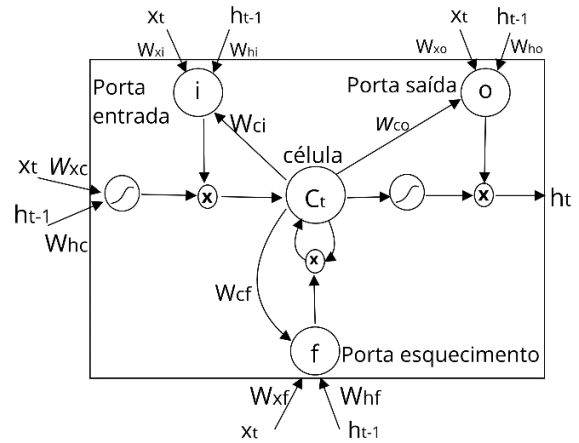 xt
ht-1
xt
ht-1
Wxi
Whi
Wxo
Who
Porta
entrada
i
Porta saída
o
Wci
Wco
célula
xt
Wxc
x
Ct
x
ht
ht-1
Whc
x
Wcf
f
Porta esquecimento
Wxf
Whf
xt
ht-1